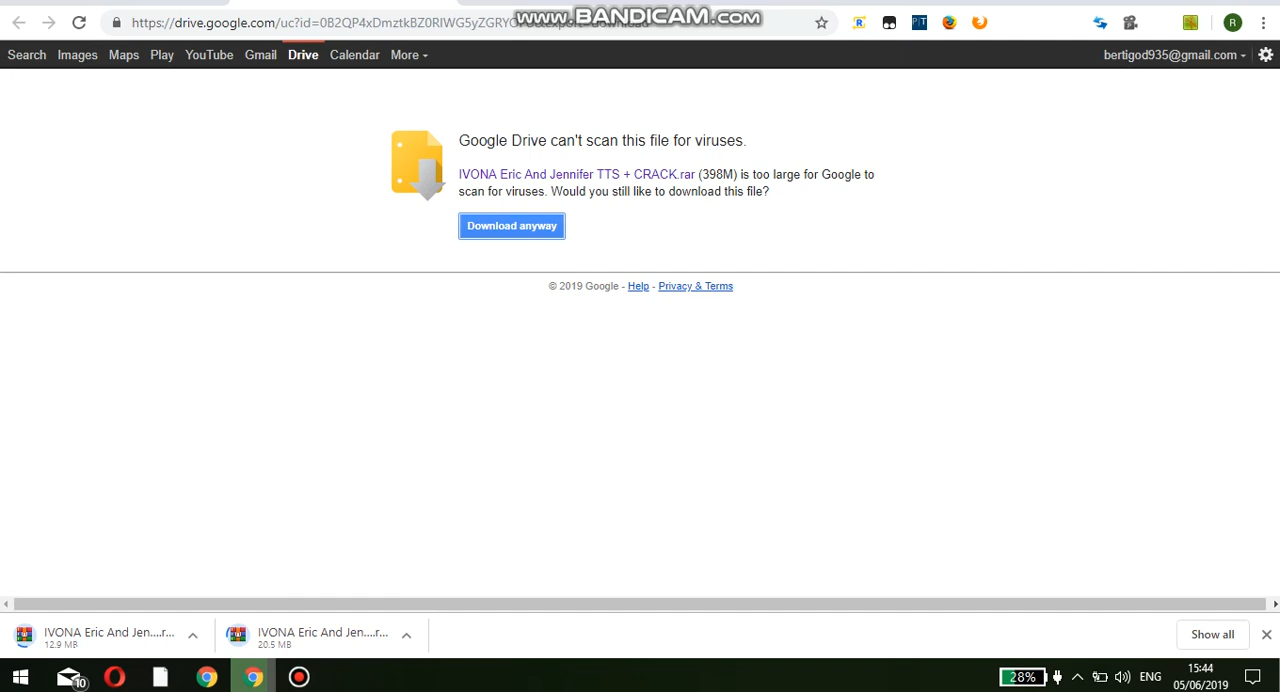 www.BANDICAM.com
https://drive.google.com/uc?id=0B2QP4xDmztkBZ0RIWG5yZGRYC
Search Images Maps Play YouTube Gmail Drive Calendar More
bertigod935@gmail.com
Google Drive can't scan this file for viruses.
IVONA Eric And Jennifer TTS + CRACK.rar (398M) is too large for Google to
scan for viruses. Would you still like to download this file?
Download anyway
© 2019 Google - Help - Privacy & Terms
IVONA Eric And Jen....r...
12.9 MB
IVONA Eric And Jen....r...
20.5 MB
Show all
10
28%
ENG
15:44
05/06/2019